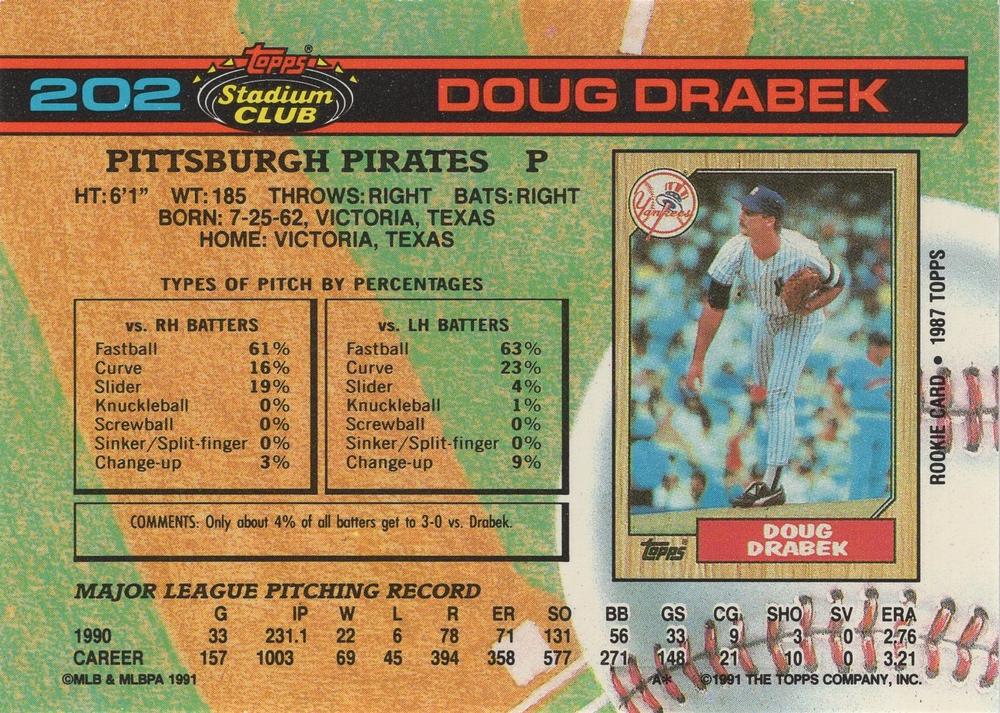 202 Topps® Stadium CLUB DOUG DRABEK
PITTSBURGH PIRATES P
HT: 6'1" WT: 185 THROWS: RIGHT BATS: RIGHT
BORN: 7-25-62, VICTORIA, TEXAS
HOME: VICTORIA, TEXAS
TYPES OF PITCH BY PERCENTAGES
vs. RH BATTERS
Fastball 61%
Curve 16%
Slider 19%
Knuckleball 0%
Screwball 0%
Sinker/Split-finger 0%
Change-up 3%
vs. LH BATTERS
Fastball 63%
Curve 23%
Slider 4%
Knuckleball 1%
Screwball 0%
Sinker/Split-finger 0%
Change-up 9%
COMMENTS: Only about 4% of all batters get to 3-0 vs. Drabek.
Yankees
Topps
DOUG
DRABEK
ROOKIE CARD • 1987 TOPPS
MAJOR LEAGUE PITCHING RECORD
G IP W L R ER SO BB GS CG SHO SV ERA
1990 33 231.1 22 6 78 71 131 56 33 9 3 0 2.76
CAREER 157 1003 69 45 394 358 577 271 148 21 10 0 3.21
©MLB & MLBPA 1991 A* ©1991 THE TOPPS COMPANY, INC.